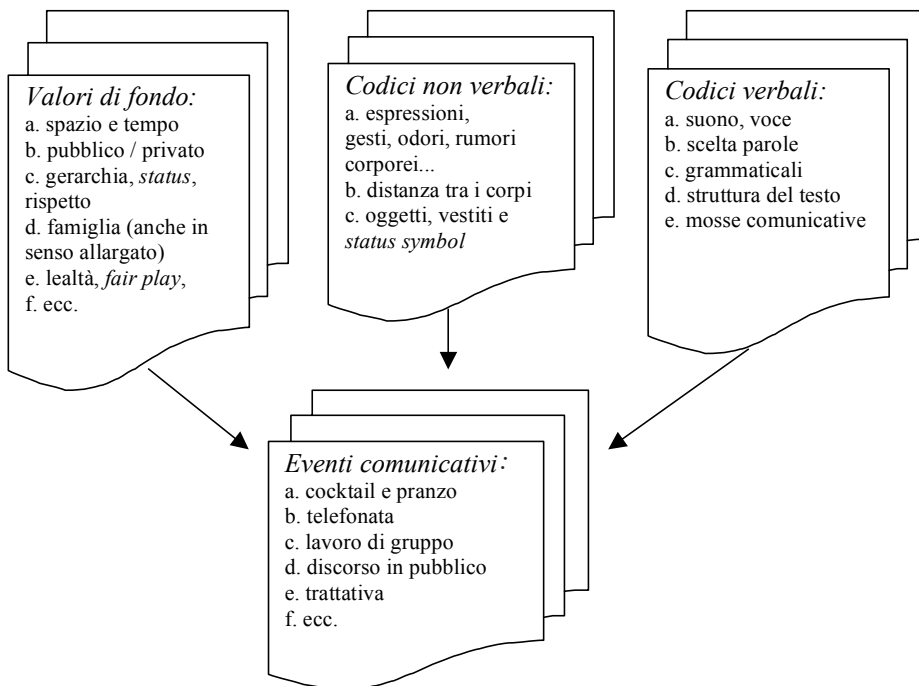 Valori di fondo:
a. spazio e tempo
b. pubblico / privato
c. gerarchia, status,
rispetto
d. famiglia (anche in
senso allargato)
e. lealtà, fair play,
f. ecc.
Codici non verbali:
a. espressioni,
gesti, odori, rumori
corporei...
b. distanza tra i corpi
c. oggetti, vestiti e
status symbol
Codici verbali:
a. suono, voce
b. scelta parole
c. grammaticali
d. struttura del testo
e. mosse comunicative
Eventi comunicativi:
a. cocktail e pranzo
b. telefonata
c. lavoro di gruppo
d. discorso in pubblico
e. trattativa
f. ecc.